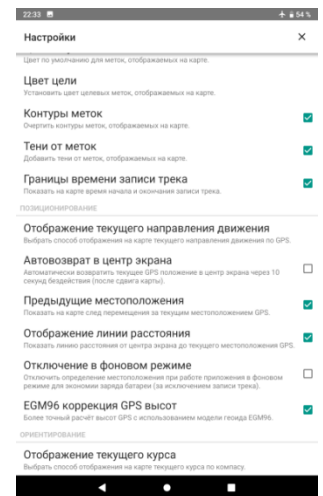 22:33 54 %
Настройки
Цвет по умолчанию для меток, отображаемых на карте.
Цвет цели
Установить цвет целевых меток, отображаемых на карте.
Контуры меток
Очертить контуры меток, отображаемых на карте.
Тени от меток
Добавить тени от меток, отображаемых на карте.
Границы времени записи трека
Показать на карте время начала и окончания записи трека.
ПОЗИЦИОНИРОВАНИЕ
Отображение текущего направления движения
Выбрать способ отображения на карте текущего направления движения по GPS.
Автовозврат в центр экрана
Автоматически возвратить текущее GPS положение в центр экрана через 10
секунд бездействия (после сдвига карты).
Предыдущие местоположения
Показать на карте след перемещения за текущим местоположением GPS.
Отображение линии расстояния
Показать линию расстояния от центра экрана до текущего местоположения GPS.
Отключение в фоновом режиме
Отключить определение местоположения при работе приложения в фоновом
режиме для экономии заряда батареи (за исключением записи трека).
EGM96 коррекция GPS высот
Более точный расчёт высот GPS с использованием модели геоида EGM96.
ОРИЕНТИРОВАНИЕ
Отображение текущего курса
Выбрать способ отображения на карте текущего курса по компасу.